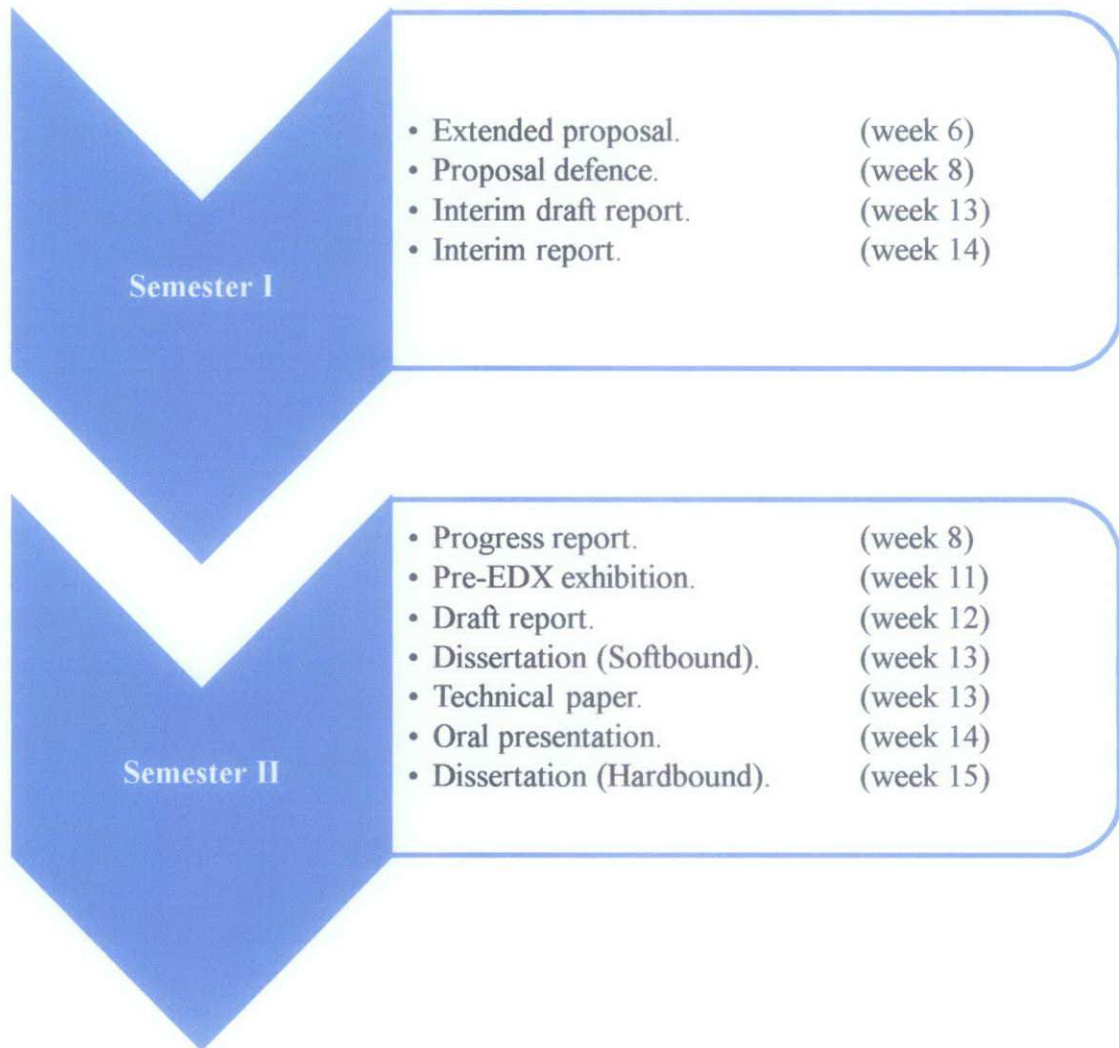 Semester I
• Extended proposal. (week 6)
• Proposal defence. (week 8)
• Interim draft report. (week 13)
• Interim report. (week 14)
Semester II
• Progress report. (week 8)
• Pre-EDX exhibition. (week 11)
• Draft report. (week 12)
• Dissertation (Softbound). (week 13)
• Technical paper. (week 13)
• Oral presentation. (week 14)
• Dissertation (Hardbound). (week 15)